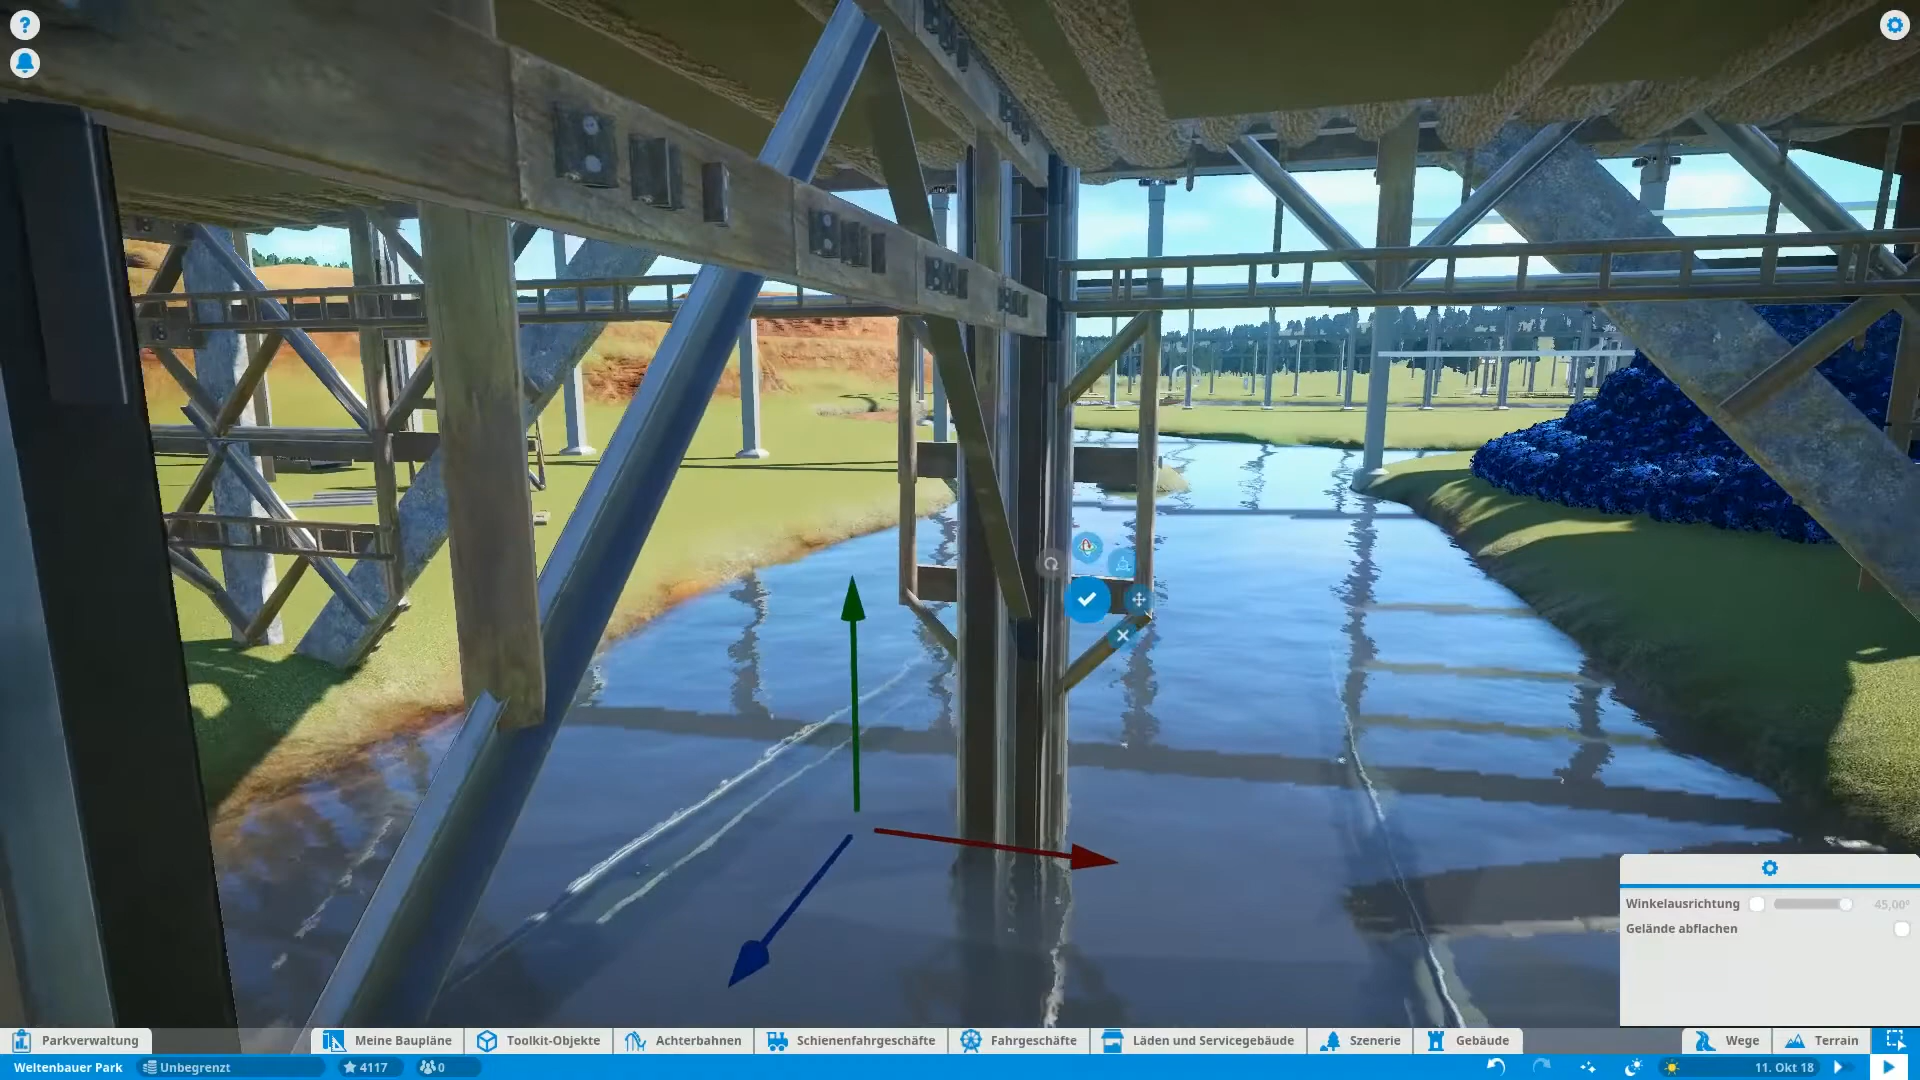 ?
Winkelausrichtung 45,00°
Gelände abflachen
Parkverwaltung Meine Baupläne Toolkit-Objekte Achterbahnen Schienenfahrgeschäfte Fahrgeschäfte Läden und Servicegebäude Szenerie Gebäude Wege Terrain
Weltenbauer Park Unbegrenzt 4117 0 11. Okt 18